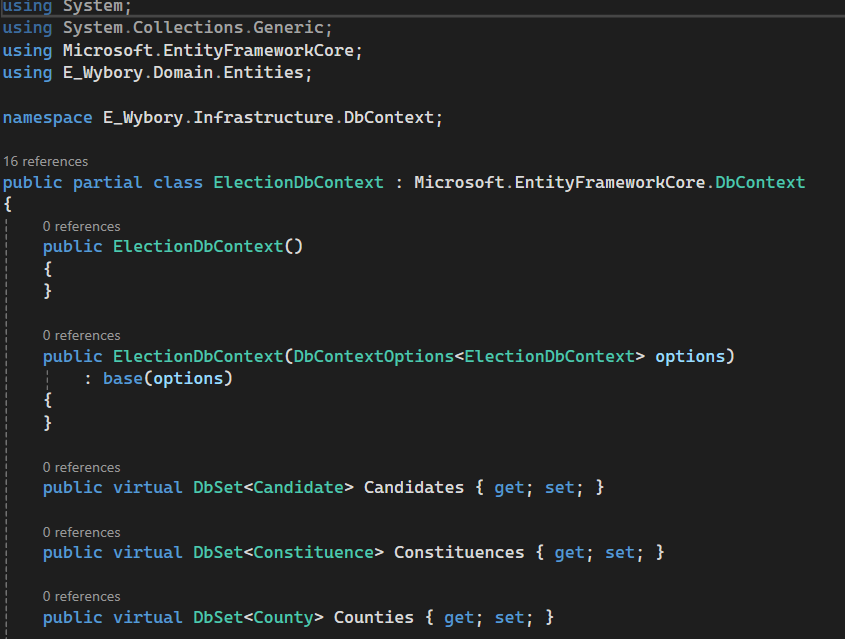 using System;
using System.Collections.Generic;
using Microsoft.EntityFrameworkCore;
using E_Wybory.Domain.Entities;
namespace E_Wybory.Infrastructure.DbContext;
16 references
public partial class ElectionDbContext : Microsoft.EntityFrameworkCore.DbContext
{
0 references
public ElectionDbContext()
{
}
0 references
public ElectionDbContext(DbContextOptions<ElectionDbContext> options)
: base(options)
{
}
0 references
public virtual DbSet<Candidate> Candidates { get; set; }
0 references
public virtual DbSet<Constituence> Constituences { get; set; }
0 references
public virtual DbSet<County> Counties { get; set; }